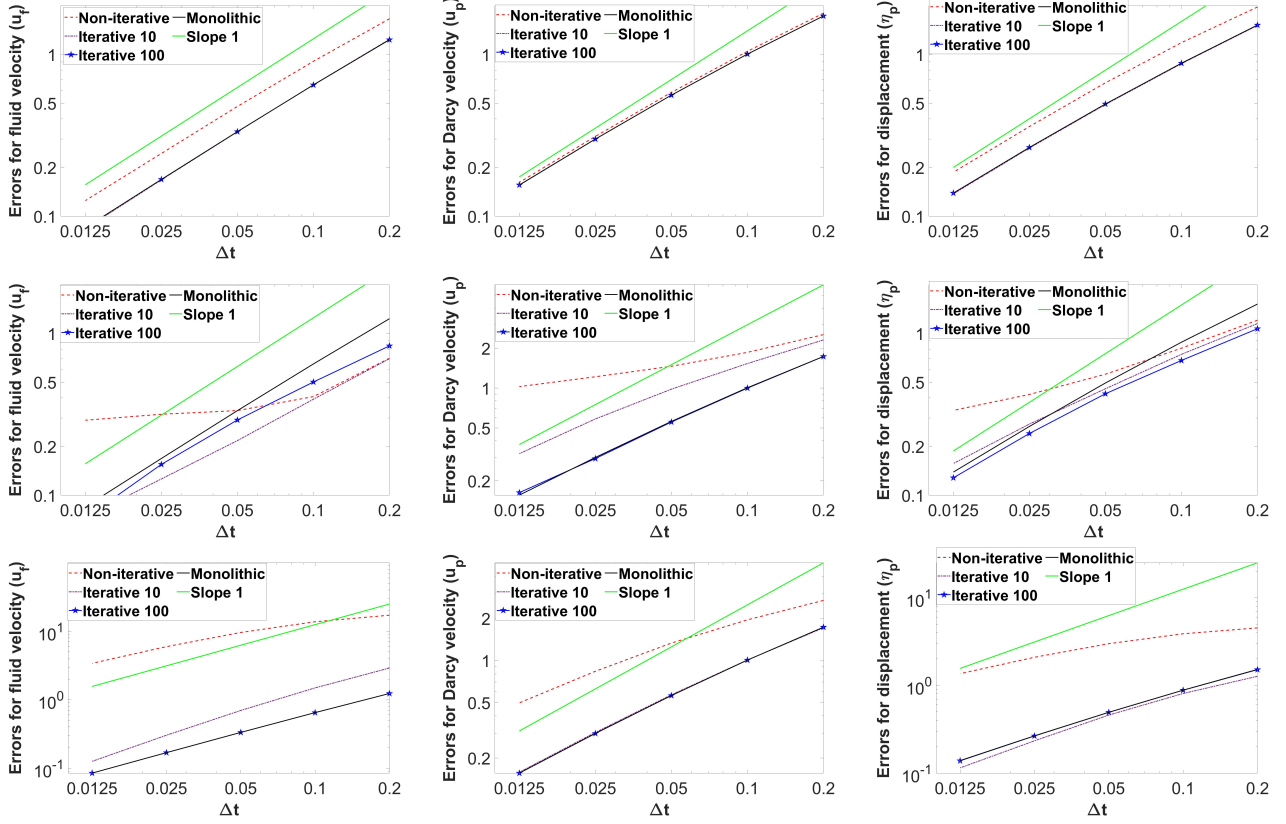 Errors for fluid velocity (u_f)
Non-iterative Monolithic
Iterative 10 Slope 1
Iterative 100
1
0.5
0.2
0.1
0.0125 0.025 0.05 0.1 0.2
Δt
Errors for Darcy velocity (u_p)
Non-iterative Monolithic
Iterative 10 Slope 1
Iterative 100
1
0.5
0.2
0.1
0.0125 0.025 0.05 0.1 0.2
Δt
Errors for displacement (η_p)
Non-iterative Monolithic
Iterative 10 Slope 1
Iterative 100
1
0.5
0.2
0.1
0.0125 0.025 0.05 0.1 0.2
Δt
Errors for fluid velocity (u_f)
Non-iterative Monolithic
Iterative 10 Slope 1
Iterative 100
1
0.5
0.2
0.1
0.0125 0.025 0.05 0.1 0.2
Δt
Errors for Darcy velocity (u_p)
Non-iterative Monolithic
Iterative 10 Slope 1
Iterative 100
2
1
0.5
0.2
0.0125 0.025 0.05 0.1 0.2
Δt
Errors for displacement (η_p)
Non-iterative Monolithic
Iterative 10 Slope 1
Iterative 100
1
0.5
0.2
0.1
0.0125 0.025 0.05 0.1 0.2
Δt
Errors for fluid velocity (u_f)
Non-iterative Monolithic
Iterative 10 Slope 1
Iterative 100
10^1
10^0
10^-1
0.0125 0.025 0.05 0.1 0.2
Δt
Errors for Darcy velocity (u_p)
Non-iterative Monolithic
Iterative 10 Slope 1
Iterative 100
2
1
0.5
0.2
0.0125 0.025 0.05 0.1 0.2
Δt
Errors for displacement (η_p)
Non-iterative Monolithic
Iterative 10 Slope 1
Iterative 100
10^1
10^0
10^-1
0.0125 0.025 0.05 0.1 0.2
Δt